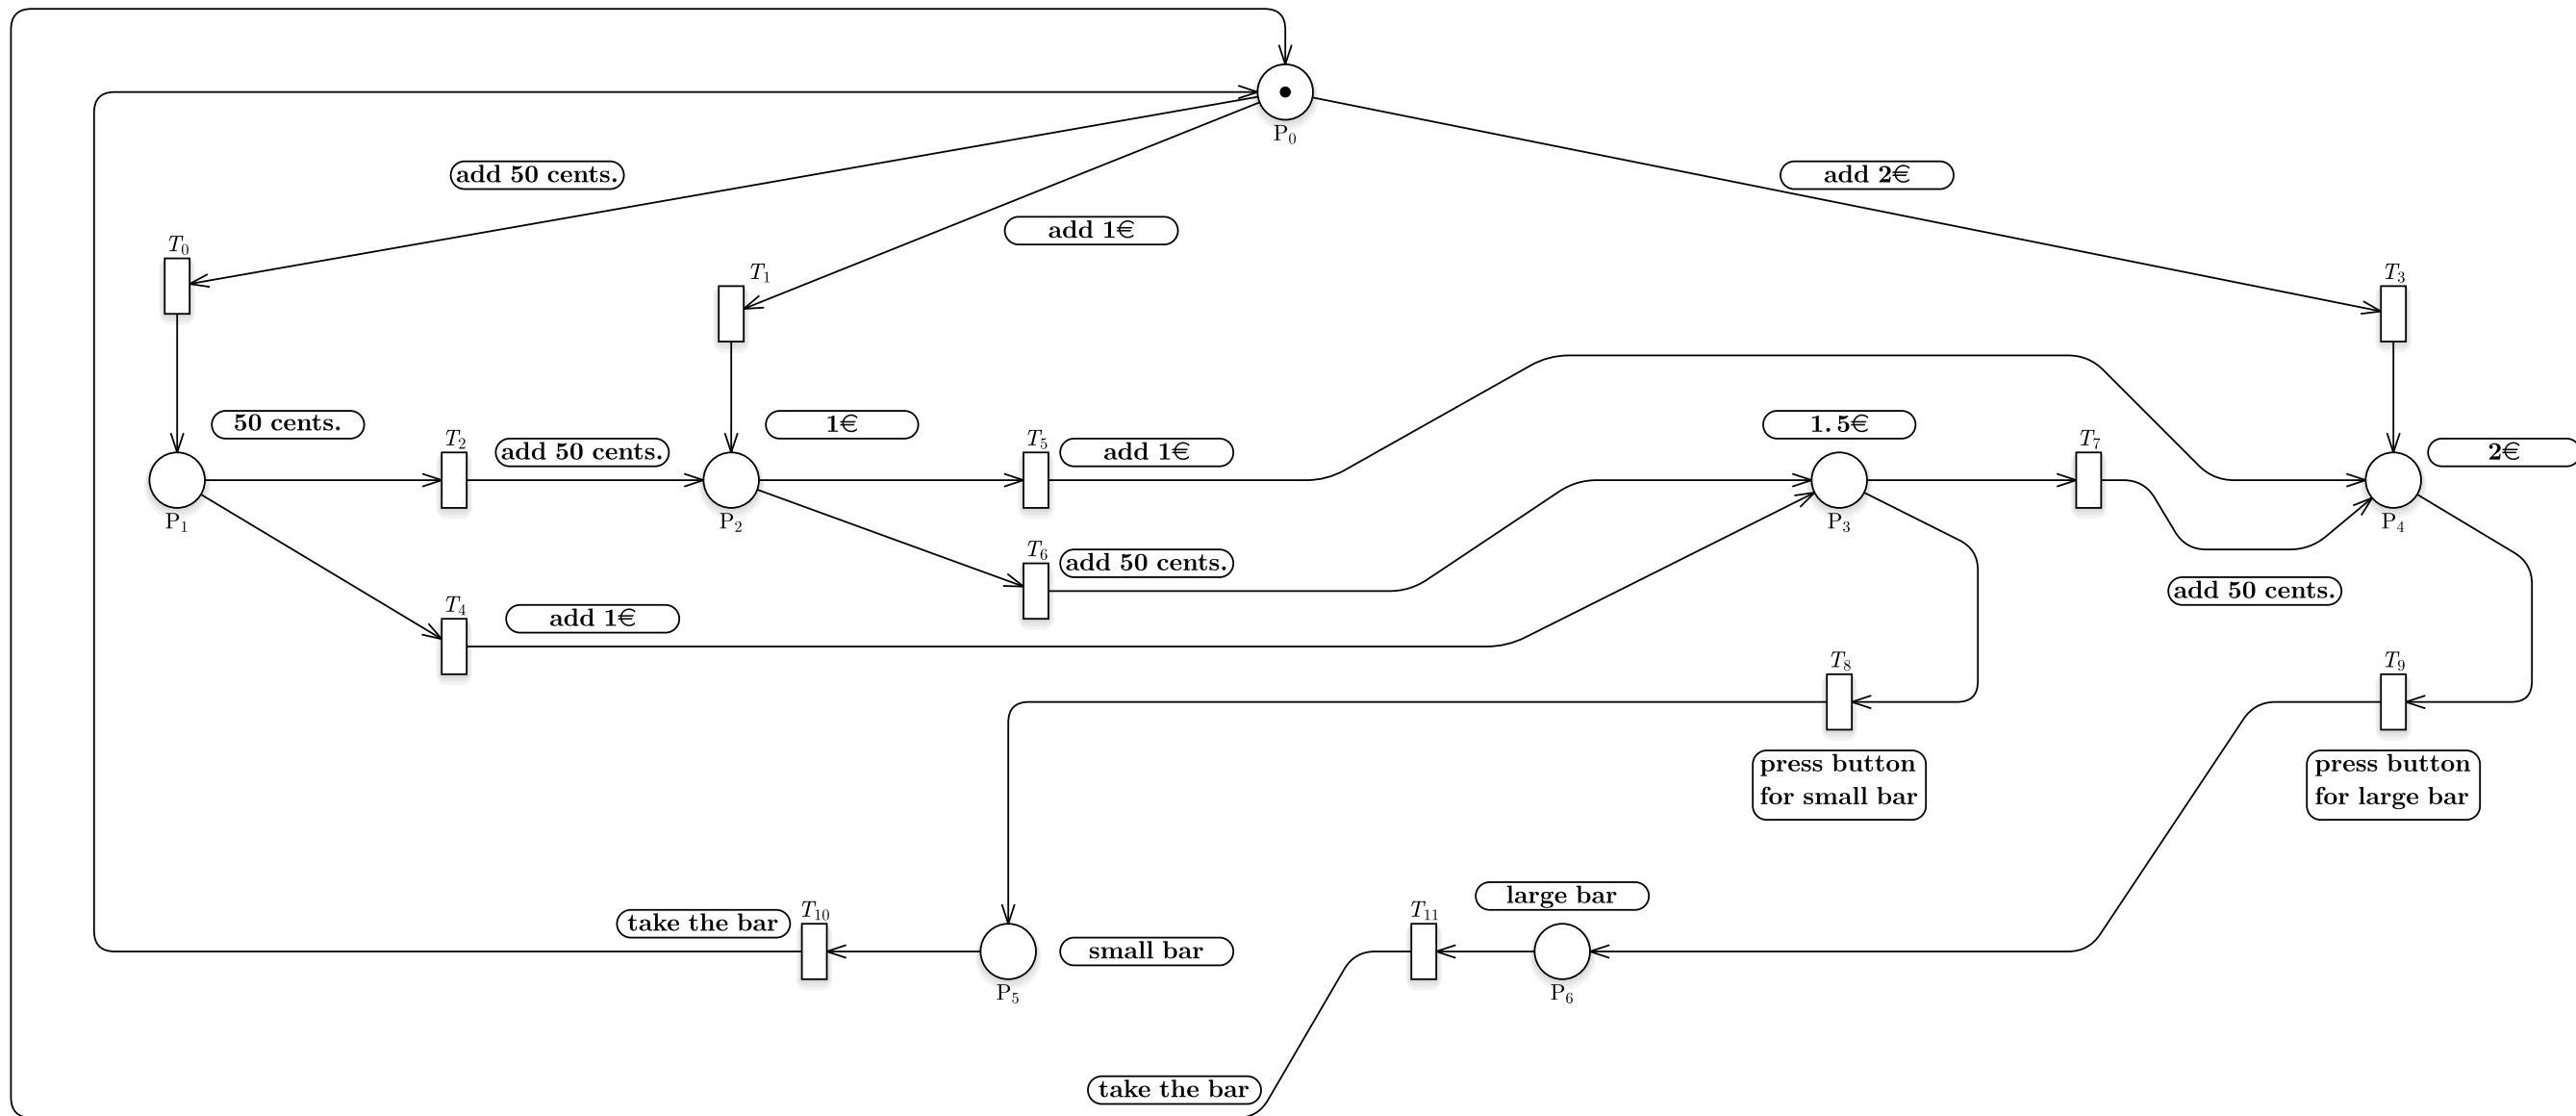 P0
add 50 cents.
add 2€
add 1€
T0
T1
T3
50 cents.
1€
1.5€
T2
add 50 cents.
T5
add 1€
T7
2€
P1
P2
P3
P4
T6
add 50 cents.
add 50 cents.
T4
add 1€
T8
T9
press button
for small bar
press button
for large bar
large bar
take the bar
T10
T11
small bar
P5
P6
take the bar